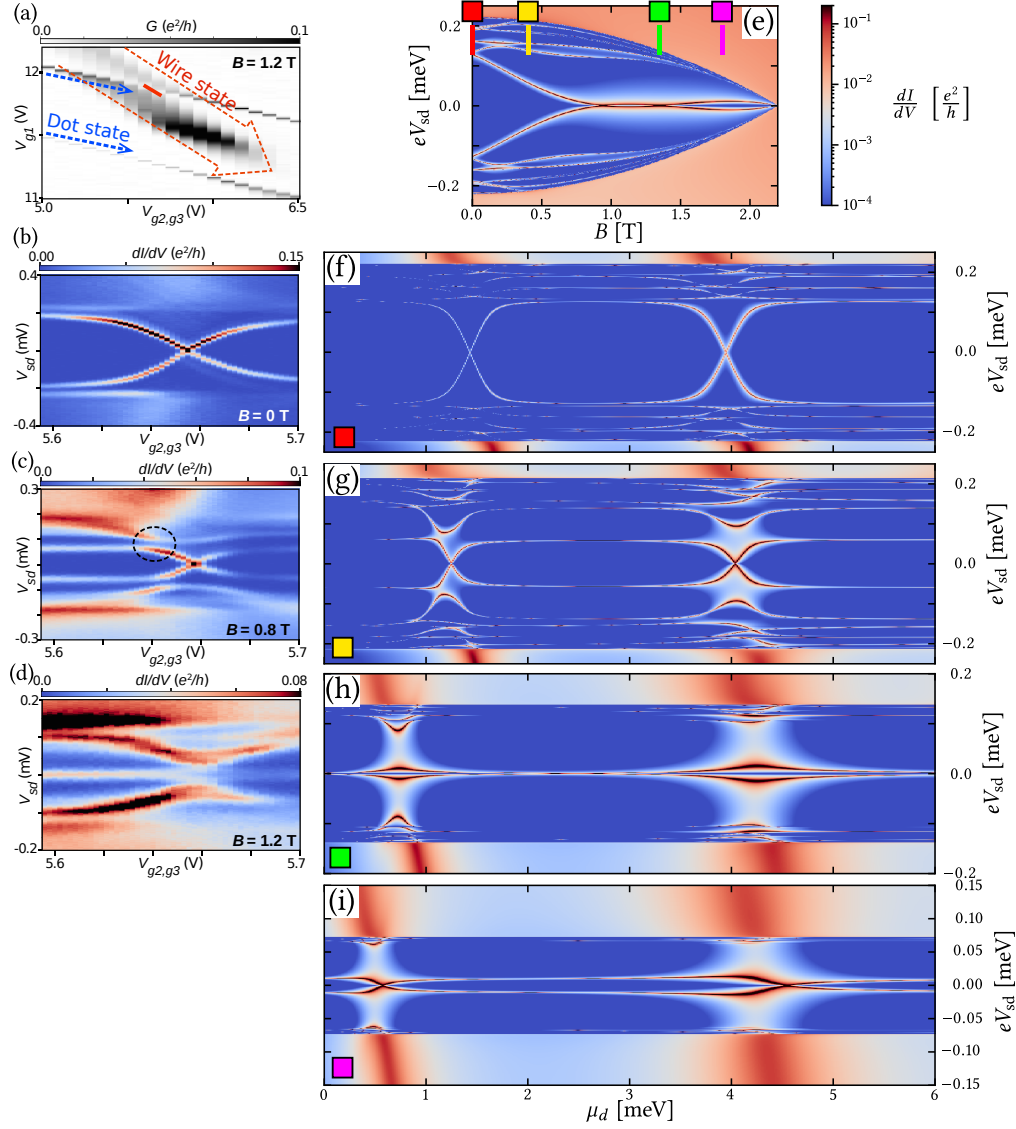 (a)
G (e²/h)
0.0 0.1
B = 1.2 T
Wire state
Dot state
12
11
V_g1 (V)
5.0 6.5
V_g2,g3 (V)
(b)
dI/dV (e²/h)
0.00 0.15
0.4
-0.4
V_sd (mV)
B = 0 T
5.6 5.7
V_g2,g3 (V)
(c)
dI/dV (e²/h)
0.0 0.1
0.3
-0.3
V_sd (mV)
B = 0.8 T
5.6 5.7
V_g2,g3 (V)
(d)
dI/dV (e²/h)
0.0 0.08
0.2
-0.2
V_sd (mV)
B = 1.2 T
5.6 5.7
V_g2,g3 (V)
(e)
0.2
0.0
−0.2
eV_sd [meV]
0.0 0.5 1.0 1.5 2.0
B [T]
10⁻¹
10⁻²
10⁻³
10⁻⁴
dI/dV [e²/h]
(f)
0.2
0.0
−0.2
eV_sd [meV]
(g)
0.2
0.0
−0.2
eV_sd [meV]
(h)
0.2
0.0
−0.2
eV_sd [meV]
(i)
0.15
0.10
0.05
0.00
−0.05
−0.10
−0.15
eV_sd [meV]
0 1 2 3 4 5 6
μ_d [meV]